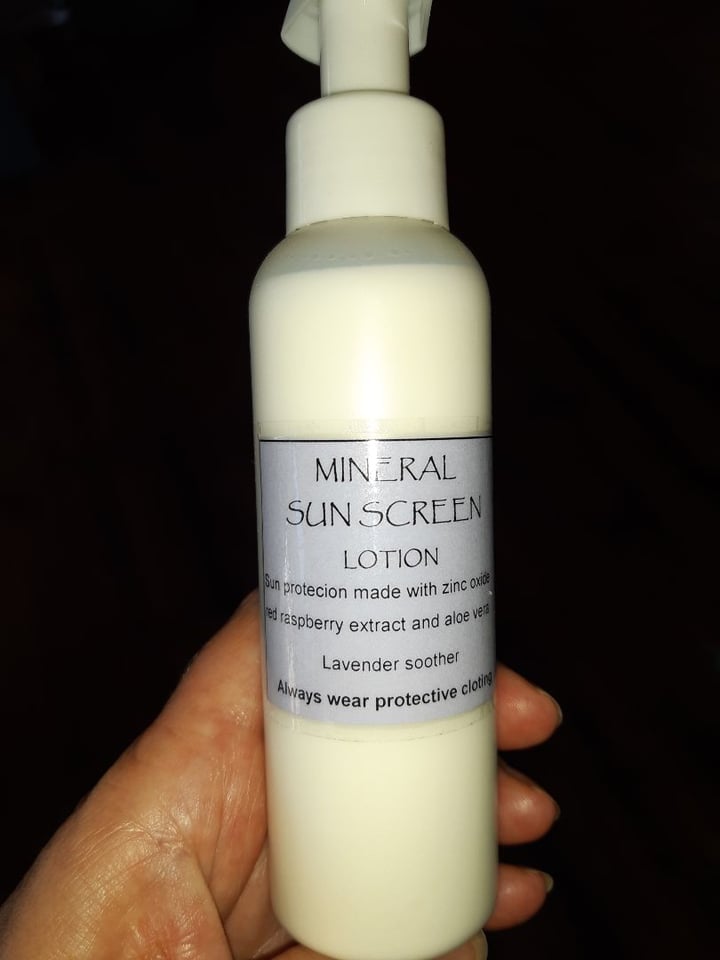 MINERAL
SUN SCREEN
LOTION
Sun protecion made with zinc oxide
red raspberry extract and aloe vera
Lavender soother
Always wear protective cloting